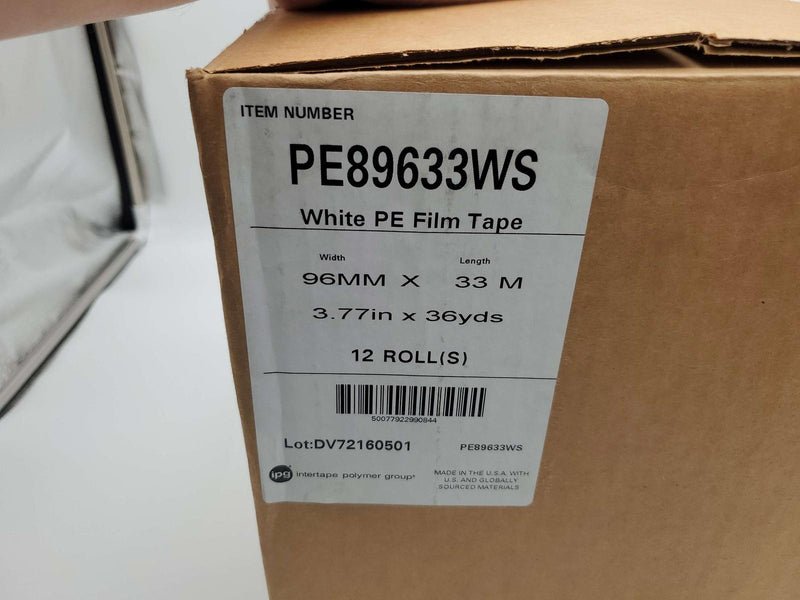 ITEM NUMBER
PE89633WS
White PE Film Tape
Width Length
96MM X 33 M
3.77in x 36yds
12 ROLL(S)
50077922990844
Lot:DV72160501 PE89633WS
ipg intertape polymer group
MADE IN THE U.S.A. WITH
U.S. AND GLOBALLY
SOURCED MATERIALS